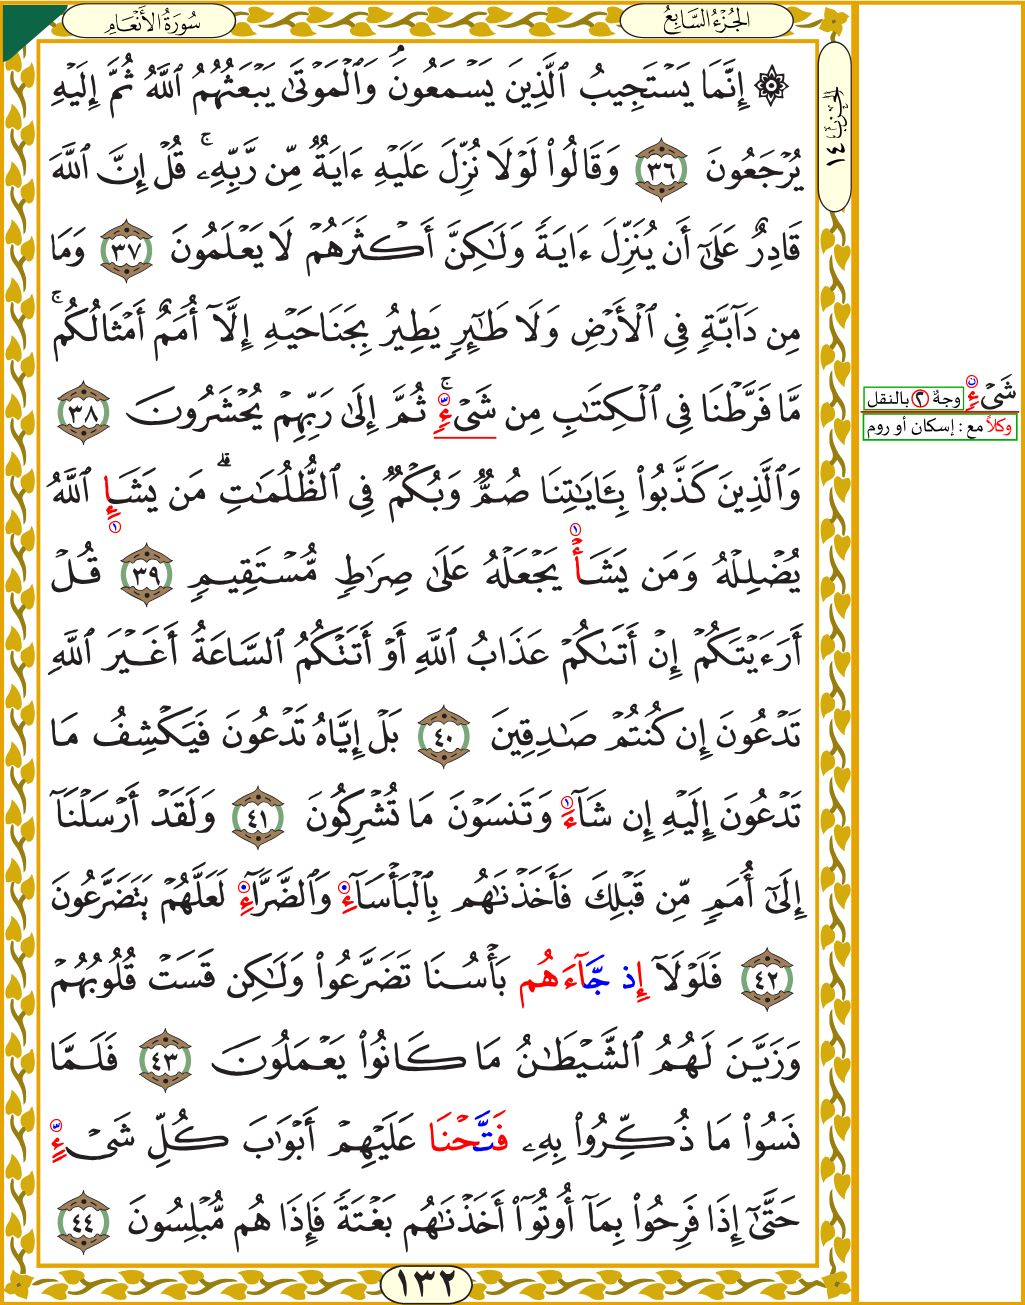 سُورَةُ الأَنْعَامِ
الجُزْءُ السَّابِعُ
الحزب ١٤
۞ إِنَّمَا يَسْتَجِيبُ ٱلَّذِينَ يَسْمَعُونَۘ وَٱلْمَوْتَىٰ يَبْعَثُهُمُ ٱللَّهُ ثُمَّ إِلَيْهِ
يُرْجَعُونَ ٣٦ وَقَالُوا۟ لَوْلَا نُزِّلَ عَلَيْهِ ءَايَةٌ مِّن رَّبِّهِۦۚ قُلْ إِنَّ ٱللَّهَ
قَادِرٌ عَلَىٰٓ أَن يُنَزِّلَ ءَايَةً وَلَـٰكِنَّ أَكْثَرَهُمْ لَا يَعْلَمُونَ ٣٧ وَمَا
مِن دَآبَّةٍ فِى ٱلْأَرْضِ وَلَا طَـٰٓئِرٍ يَطِيرُ بِجَنَاحَيْهِ إِلَّآ أُمَمٌ أَمْثَالُكُمۚ
مَّا فَرَّطْنَا فِى ٱلْكِتَـٰبِ مِن شَىْءٍۚ ثُمَّ إِلَىٰ رَبِّهِمْ يُحْشَرُونَ ٣٨
وَٱلَّذِينَ كَذَّبُوا۟ بِـَٔايَـٰتِنَا صُمٌّ وَبُكْمٌ فِى ٱلظُّلُمَـٰتِۗ مَن يَشَإِ ٱللَّهُ
١
١
يُضْلِلْهُ وَمَن يَشَأْ يَجْعَلْهُ عَلَىٰ صِرَٰطٍ مُّسْتَقِيمٍ ٣٩ قُلْ
أَرَءَيْتَكُمْ إِنْ أَتَىٰكُمْ عَذَابُ ٱللَّهِ أَوْ أَتَتْكُمُ ٱلسَّاعَةُ أَغَيْرَ ٱللَّهِ
تَدْعُونَ إِن كُنتُمْ صَـٰدِقِينَ ٤٠ بَلْ إِيَّاهُ تَدْعُونَ فَيَكْشِفُ مَا
تَدْعُونَ إِلَيْهِ إِن شَآءَ ١ وَتَنسَوْنَ مَا تُشْرِكُونَ ٤١ وَلَقَدْ أَرْسَلْنَآ
إِلَىٰٓ أُمَمٍ مِّن قَبْلِكَ فَأَخَذْنَـٰهُم بِٱلْبَأْسَآءِ وَٱلضَّرَّآءِ لَعَلَّهُمْ يَتَضَرَّعُونَ
٤٢ فَلَوْلَآ إِذ جَّآءَهُم بَأْسُنَا تَضَرَّعُوا۟ وَلَـٰكِن قَسَتْ قُلُوبُهُمْ
وَزَيَّنَ لَهُمُ ٱلشَّيْطَـٰنُ مَا كَانُوا۟ يَعْمَلُونَ ٤٣ فَلَمَّا
نَسُوا۟ مَا ذُكِّرُوا۟ بِهِۦ فَتَّحْنَا عَلَيْهِمْ أَبْوَٰبَ كُلِّ شَىْءٍ
حَتَّىٰٓ إِذَا فَرِحُوا۟ بِمَآ أُوتُوٓا۟ أَخَذْنَـٰهُم بَغْتَةً فَإِذَا هُم مُّبْلِسُونَ ٤٤
شَىْءٍ وجهٌ ٢ بالنقل
وكلاً مع : إسكان أو روم
١٣٢